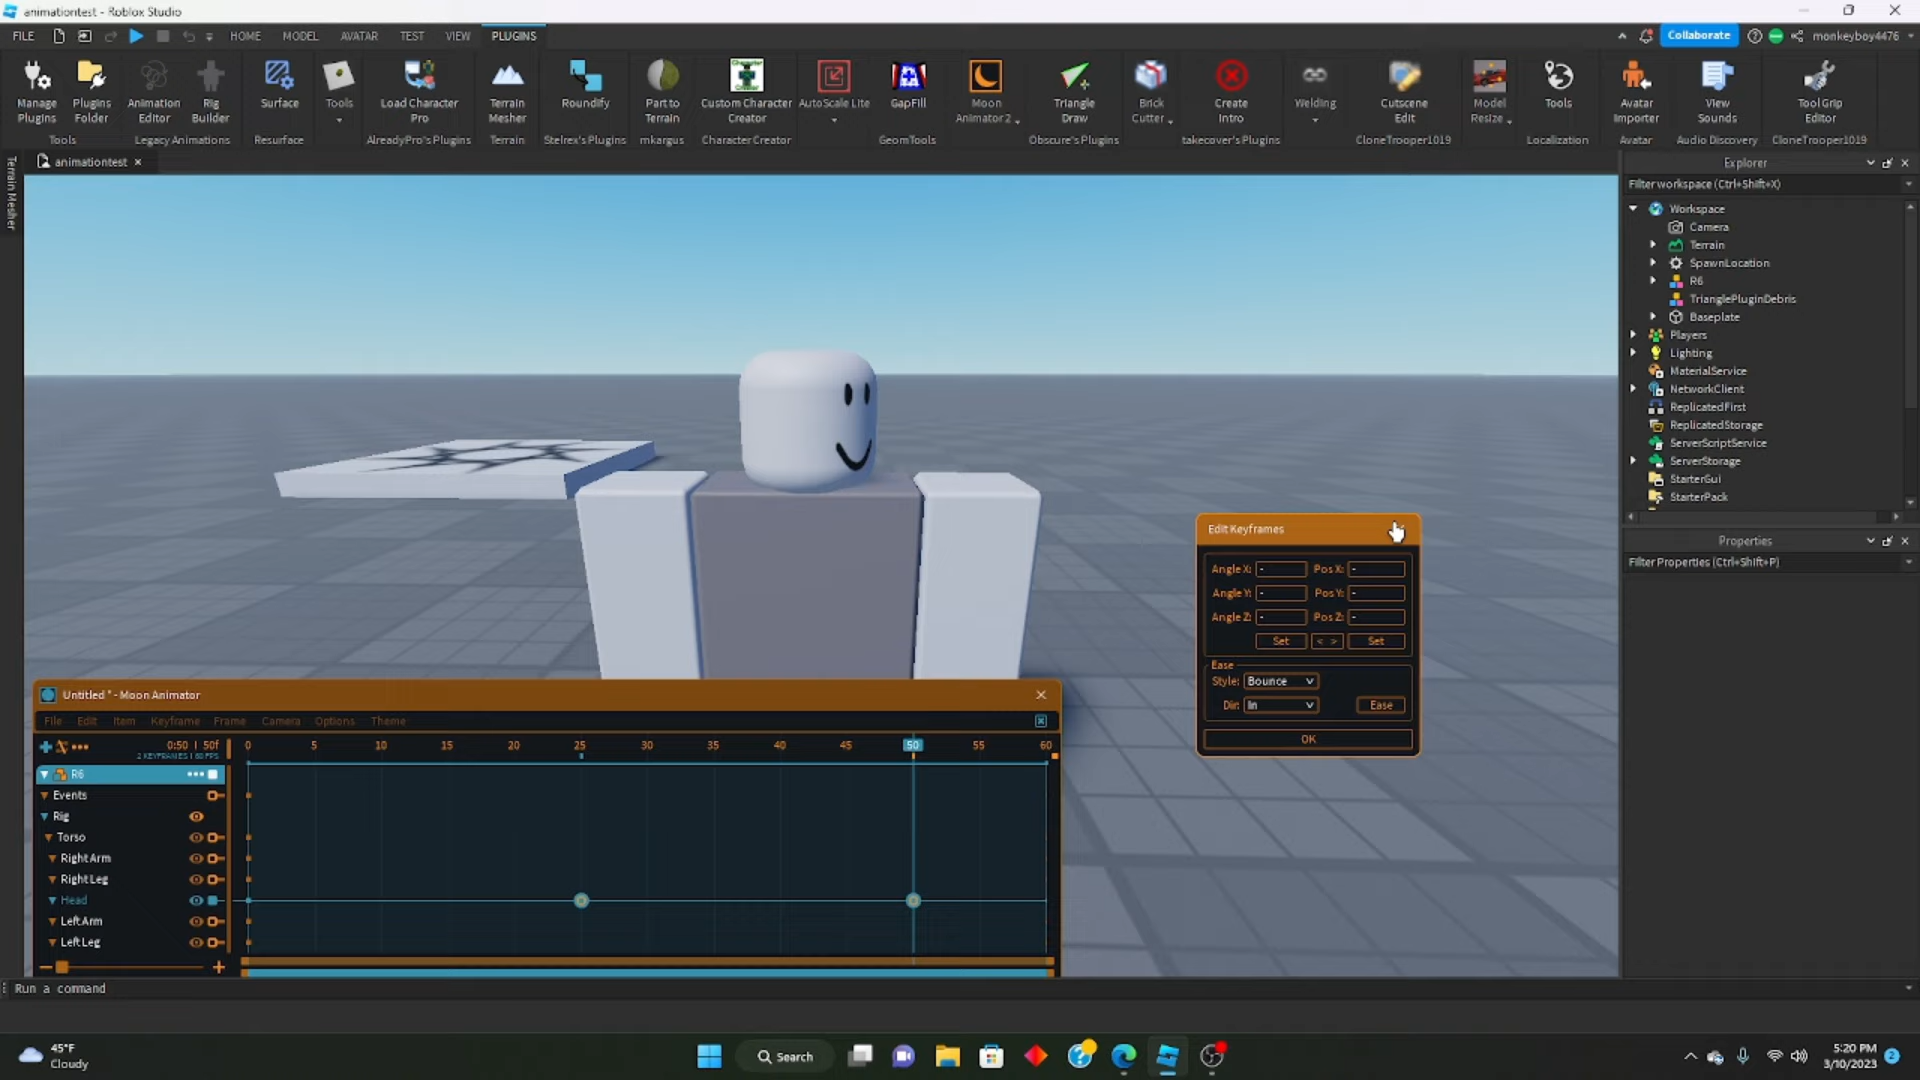 animationtest - Roblox Studio
FILE HOME MODEL AVATAR TEST VIEW PLUGINS Collaborate monkeyboy4476
Manage Plugins
Plugins Folder
Animation Editor
Rig Builder
Surface
Tools
Load Character Pro
Terrain Mesher
Roundify
Part to Terrain
Custom Character Creator
AutoScale Lite
GapFill
Moon Animator 2
Triangle Draw
Brick Cutter
Create Intro
Welding
Cutscene Edit
Model Resize
Tools
Avatar Importer
View Sounds
Tool Grip Editor
Tools Legacy Animations Resurface AlreadyPro's Plugins Terrain Stelrex's Plugins mkargus Character Creator GeomTools Obscure's Plugins takeover's Plugins CloneTrooper1019 Localization Avatar Audio Discovery CloneTrooper1019
Terrain Mesher
animationtest
Explorer
Filter workspace (Ctrl+Shift+X)
Workspace
Camera
Terrain
SpawnLocation
R6
TrianglePluginDebris
Baseplate
Players
Lighting
MaterialService
NetworkClient
ReplicatedFirst
ReplicatedStorage
ServerScriptService
ServerStorage
StarterGui
StarterPack
Properties
Filter Properties (Ctrl+Shift+P)
Edit Keyframes
Angle X: - Pos X: -
Angle Y: - Pos Y: -
Angle Z: - Pos Z: -
Set < > Set
Ease
Style: Bounce
Dir: In Ease
OK
Untitled * - Moon Animator
File Edit Item Keyframe Frame Camera Options Theme
0:50 | 50f 0 5 10 15 20 25 30 35 40 45 50 55 60
2 KEYFRAMES | 60 FPS
R6
Events
Rig
Torso
Right Arm
Right Leg
Head
Left Arm
Left Leg
Run a command
45°F
Cloudy
Search
5:20 PM
3/10/2023
2